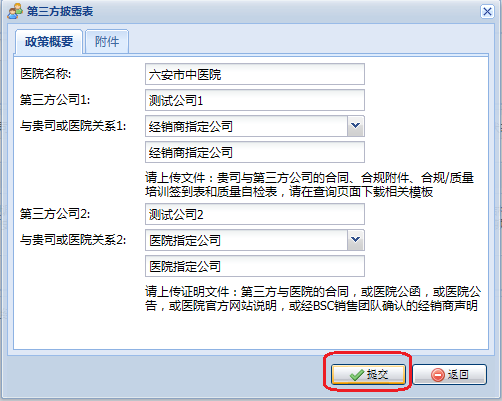 第三方披露表
政策概要 附件
医院名称: 六安市中医院
第三方公司1: 测试公司1
与贵司或医院关系1: 经销商指定公司
经销商指定公司
请上传文件：贵司与第三方公司的合同、合规附件、合规/质量
培训签到表和质量自检表，请在查询页面下载相关模板
第三方公司2: 测试公司2
与贵司或医院关系2: 医院指定公司
医院指定公司
请上传证明文件：第三方与医院的合同，或医院公函，或医院公
告，或医院官方网站说明，或经BSC销售团队确认的经销商声明
提交 返回